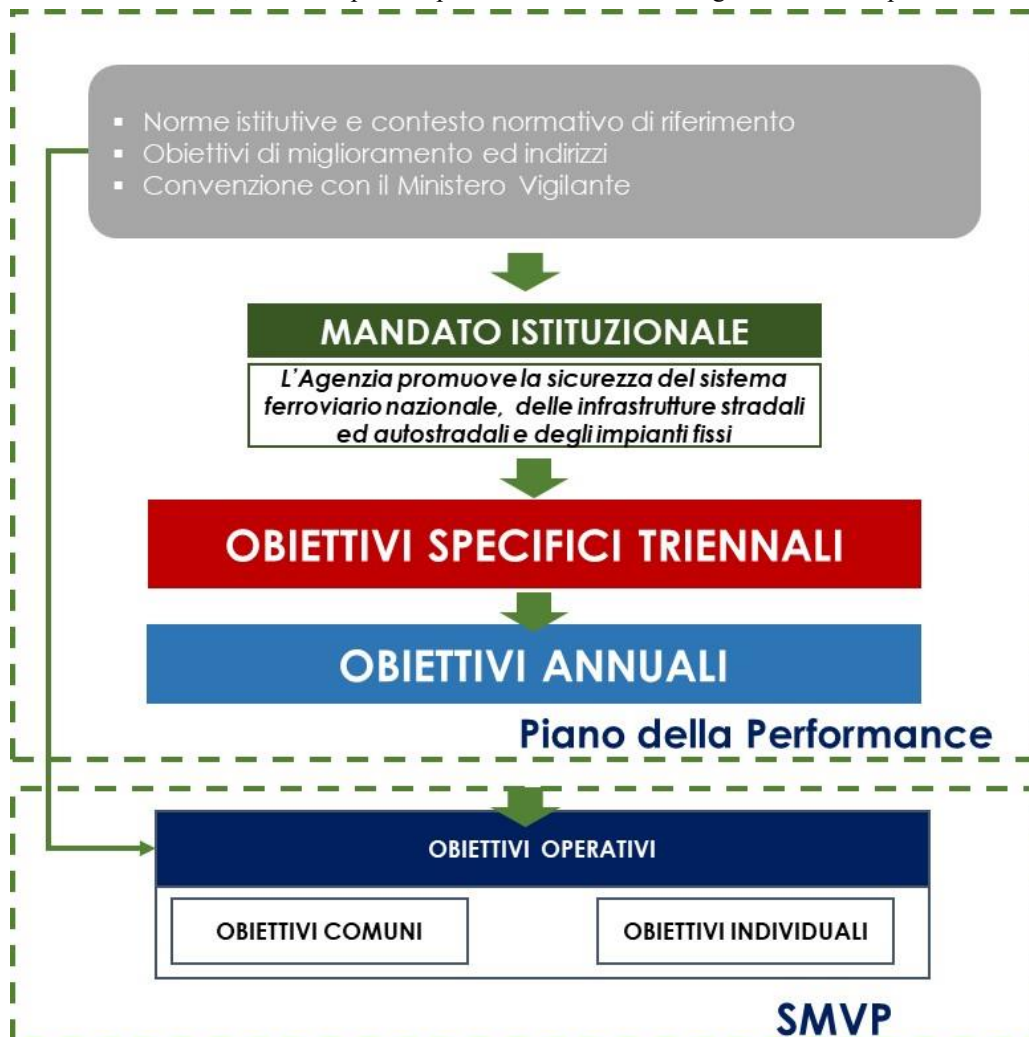 ▪ Norme istitutive e contesto normativo di riferimento
▪ Obiettivi di miglioramento ed indirizzi
▪ Convenzione con il Ministero Vigilante
MANDATO ISTITUZIONALE
L'Agenzia promuove la sicurezza del sistema
ferroviario nazionale, delle infrastrutture stradali
ed autostradali e degli impianti fissi
OBIETTIVI SPECIFICI TRIENNALI
OBIETTIVI ANNUALI
Piano della Performance
OBIETTIVI OPERATIVI
OBIETTIVI COMUNI
OBIETTIVI INDIVIDUALI
SMVP